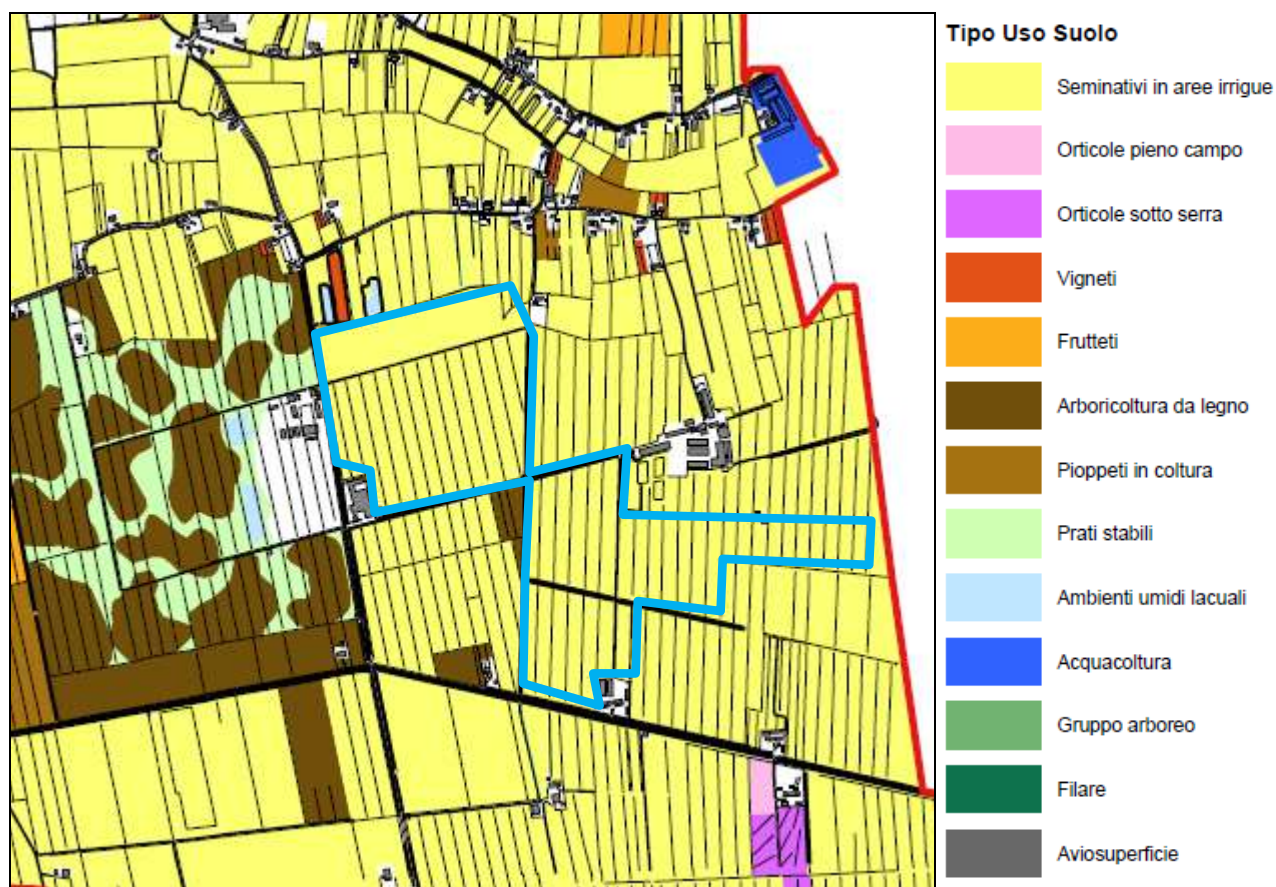 Tipo Uso Suolo
Seminativi in aree irrigue
Orticole pieno campo
Orticole sotto serra
Vigneti
Frutteti
Arboricoltura da legno
Pioppeti in coltura
Prati stabili
Ambienti umidi lacuali
Acquacoltura
Gruppo arboreo
Filare
Aviosuperficie